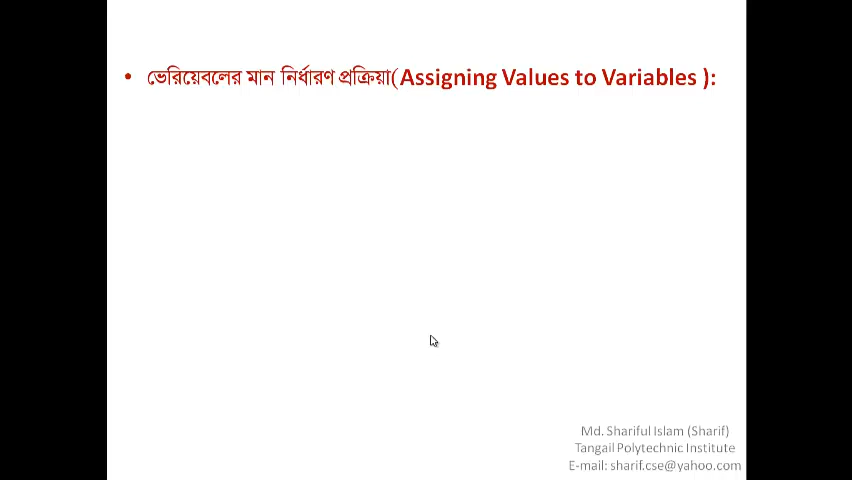 • ভেরিয়েবলের মান নির্ধারণ প্রক্রিয়া(Assigning Values to Variables ):
Md. Shariful Islam (Sharif)
Tangail Polytechnic Institute
E-mail: sharif.cse@yahoo.com